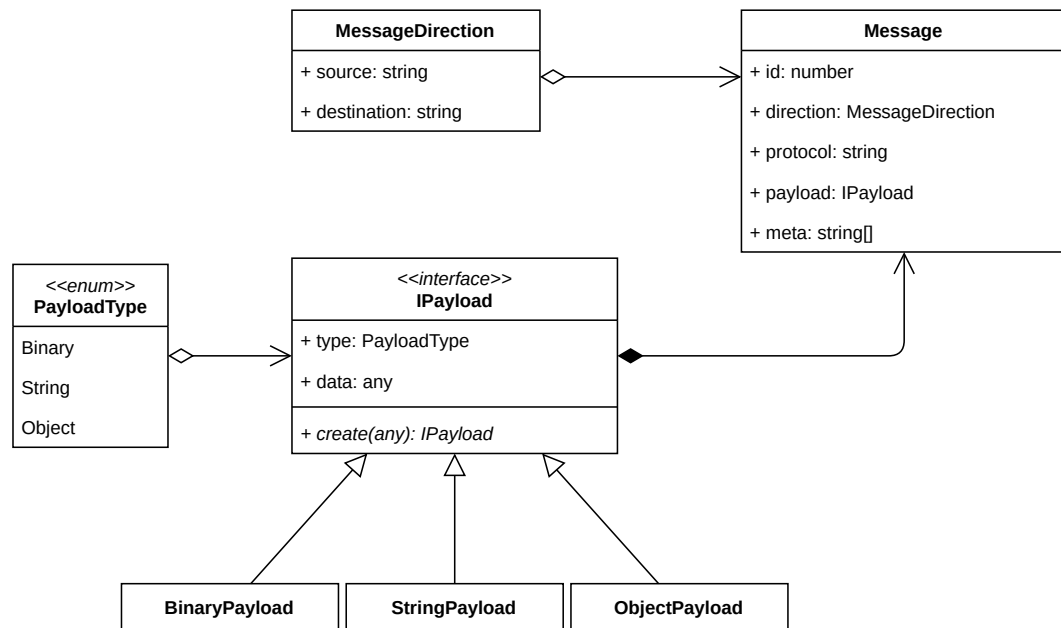 MessageDirection
+ source: string
+ destination: string
Message
+ id: number
+ direction: MessageDirection
+ protocol: string
+ payload: IPayload
+ meta: string[]
<<enum>>
PayloadType
Binary
String
Object
<<interface>>
IPayload
+ type: PayloadType
+ data: any
+ create(any): IPayload
BinaryPayload
StringPayload
ObjectPayload